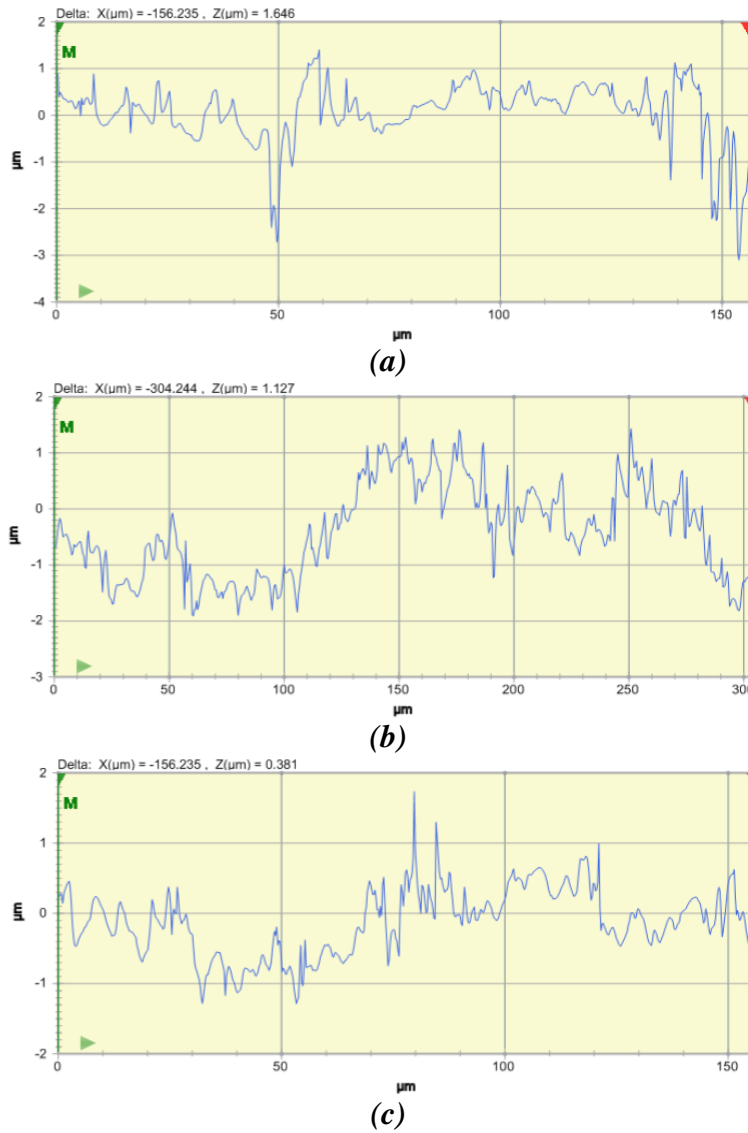 Delta: X(µm) = -156.235 , Z(µm) = 1.646
M
2
1
0
-1
-2
-3
-4
µm
0 50 100 150
µm
(a)
Delta: X(µm) = -304.244 , Z(µm) = 1.127
M
2
1
0
-1
-2
-3
µm
0 50 100 150 200 250 30
µm
(b)
Delta: X(µm) = -156.235 , Z(µm) = 0.381
M
2
1
0
-1
-2
µm
0 50 100 150
µm
(c)